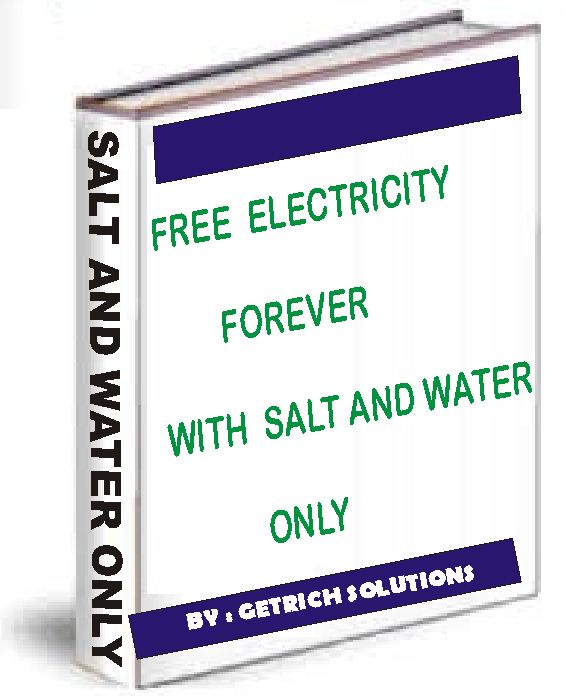 SALT AND WATER ONLY
FREE ELECTRICITY
FOREVER
WITH SALT AND WATER
ONLY
BY : GETRICH SOLUTIONS